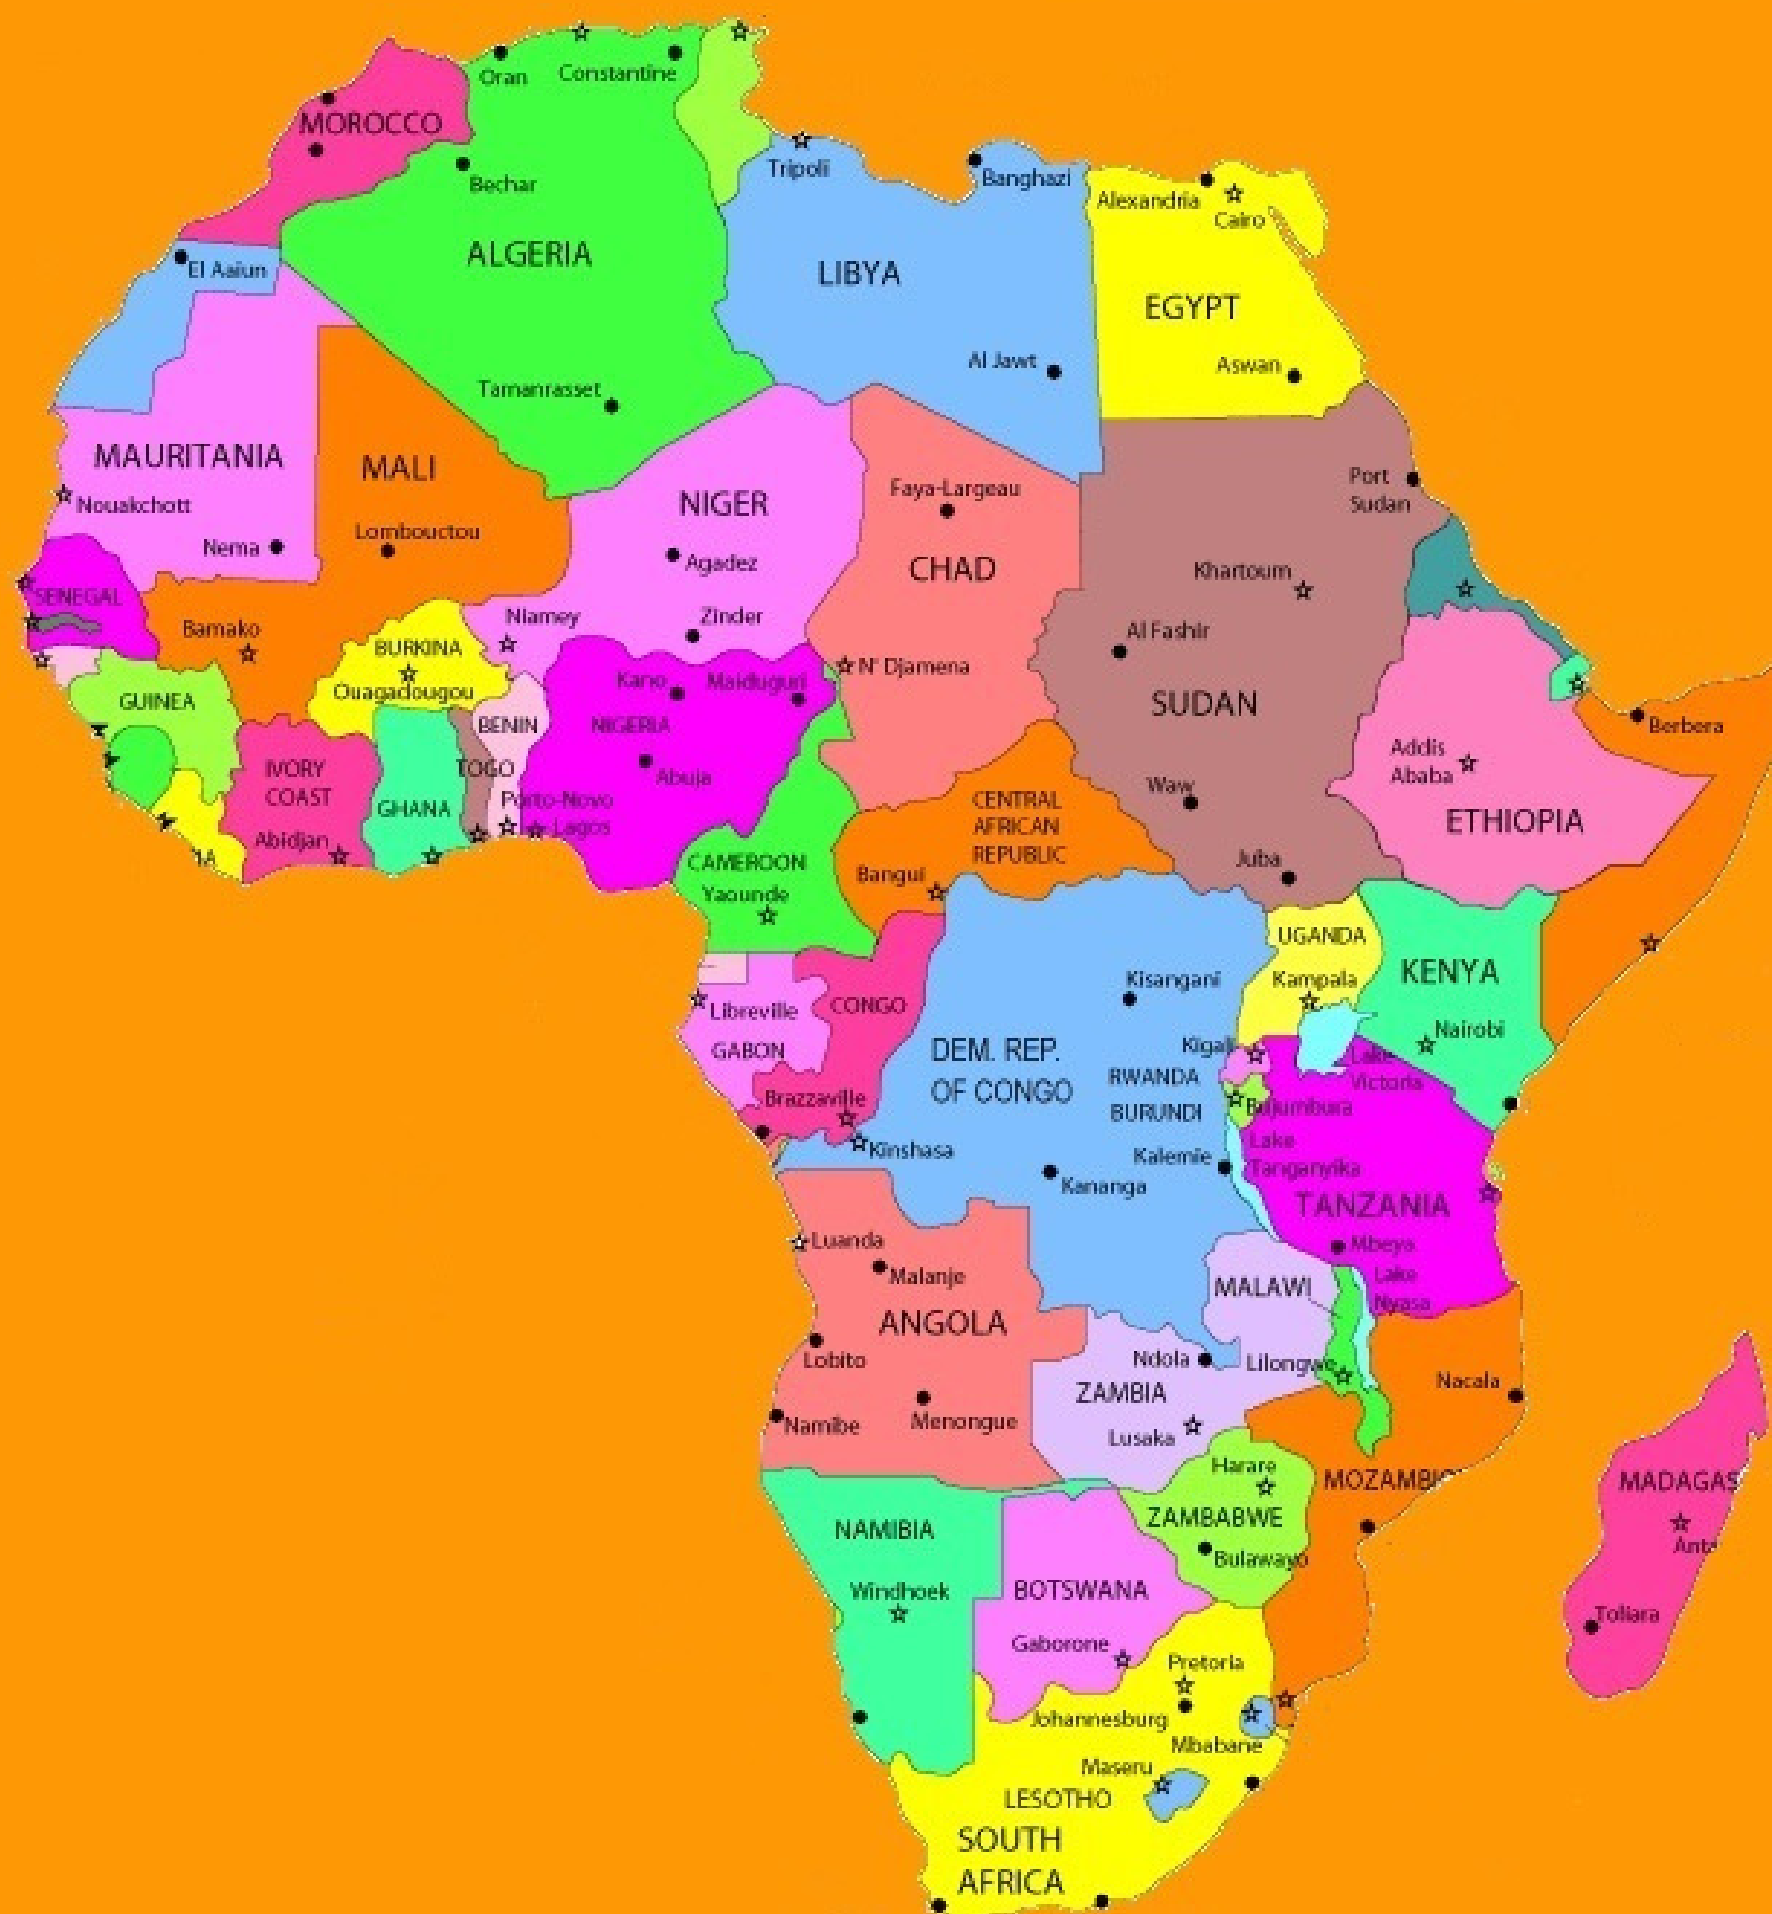 Oran
Constantine
MOROCCO
Bechar
Tripoli
Banghazi
Alexandria
Cairo
El Aaiun
ALGERIA
LIBYA
EGYPT
Al Jawt
Aswan
Tamanrasset
MAURITANIA
MALI
NIGER
Faya-Largeau
Port
Sudan
Nouakchott
Lombouctou
Nema
Agadez
CHAD
Khartoum
SENEGAL
Niamey
Zinder
Bamako
BURKINA
Al Fashir
N' Djamena
Kano
Maiduguri
Ouagadougou
GUINEA
BENIN
NIGERIA
SUDAN
Berbera
Addis
Ababa
IVORY
COAST
TOGO
Abuja
Waw
GHANA
Porto-Novo
Lagos
CENTRAL
AFRICAN
REPUBLIC
ETHIOPIA
Abidjan
IA
CAMEROON
Yaounde
Bangui
Juba
UGANDA
Kampala
KENYA
Kisangani
Libreville
CONGO
GABON
Nairobi
DEM. REP.
OF CONGO
Kigali
Lake
Victoria
RWANDA
Brazzaville
BURUNDI
Bujumbura
Kinshasa
Kalemie
Lake
Tanganyika
Kananga
TANZANIA
Luanda
Malanje
Mbeya
MALAWI
Lake
Nyasa
ANGOLA
Lobito
Ndola
Lilongwe
Nacala
ZAMBIA
Namibe
Menongue
Lusaka
Harare
MOZAMBIQ
MADAGAS
NAMIBIA
ZAMBABWE
Anta
Bulawayo
Windhoek
BOTSWANA
Toliara
Gaborone
Pretoria
Johannesburg
Mbabane
Maseru
LESOTHO
SOUTH
AFRICA